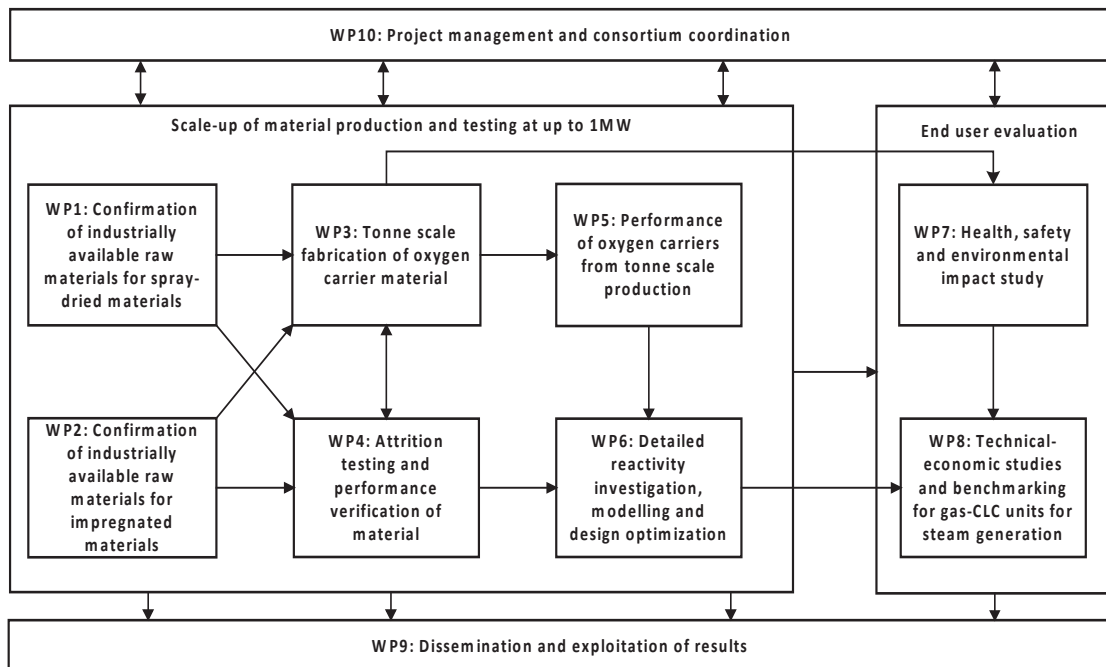 WP10: Project management and consortium coordination
Scale-up of material production and testing at up to 1MW
End user evaluation
WP1: Confirmation
of industrially
available raw
materials for spray-
dried materials
WP3: Tonne scale
fabrication of oxygen
carrier material
WP5: Performance
of oxygen carriers
from tonne scale
production
WP7: Health, safety
and environmental
impact study
WP2: Confirmation
of industrially
available raw
materials for
impregnated
materials
WP4: Attrition
testing and
performance
verification of
material
WP6: Detailed
reactivity
investigation,
modelling and
design optimization
WP8: Technical-
economic studies
and benchmarking
for gas-CLC units for
steam generation
WP9: Dissemination and exploitation of results